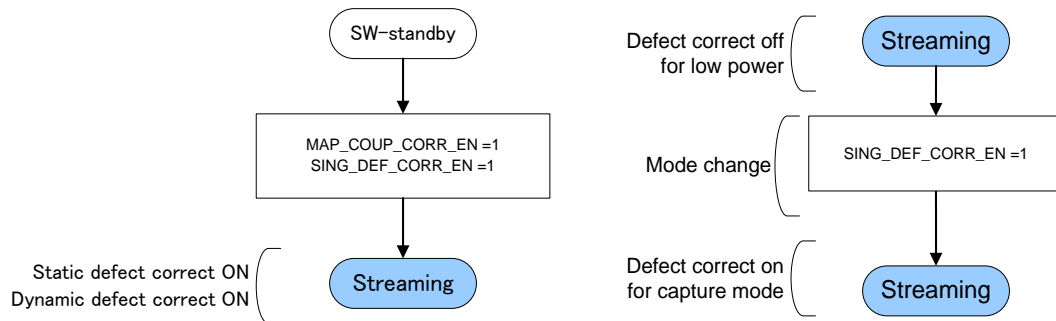 SW-standby
MAP_COUP_CORR_EN =1
SING_DEF_CORR_EN =1
Static defect correct ON
Dynamic defect correct ON
Streaming
Defect correct off
for low power
Streaming
Mode change
SING_DEF_CORR_EN =1
Defect correct on
for capture mode
Streaming